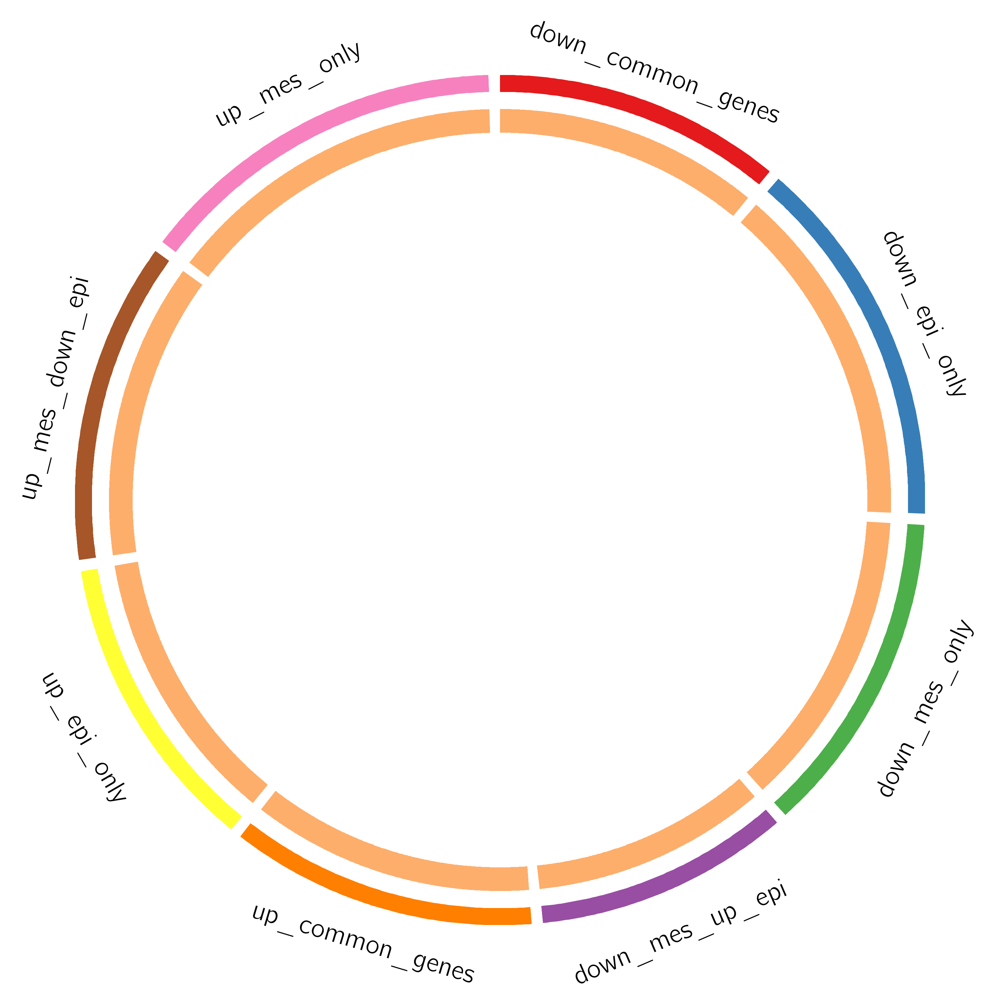 down_common_genes
down_epi_only
down_mes_only
down_mes_up_epi
up_common_genes
up_epi_only
up_mes_down_epi
up_mes_only